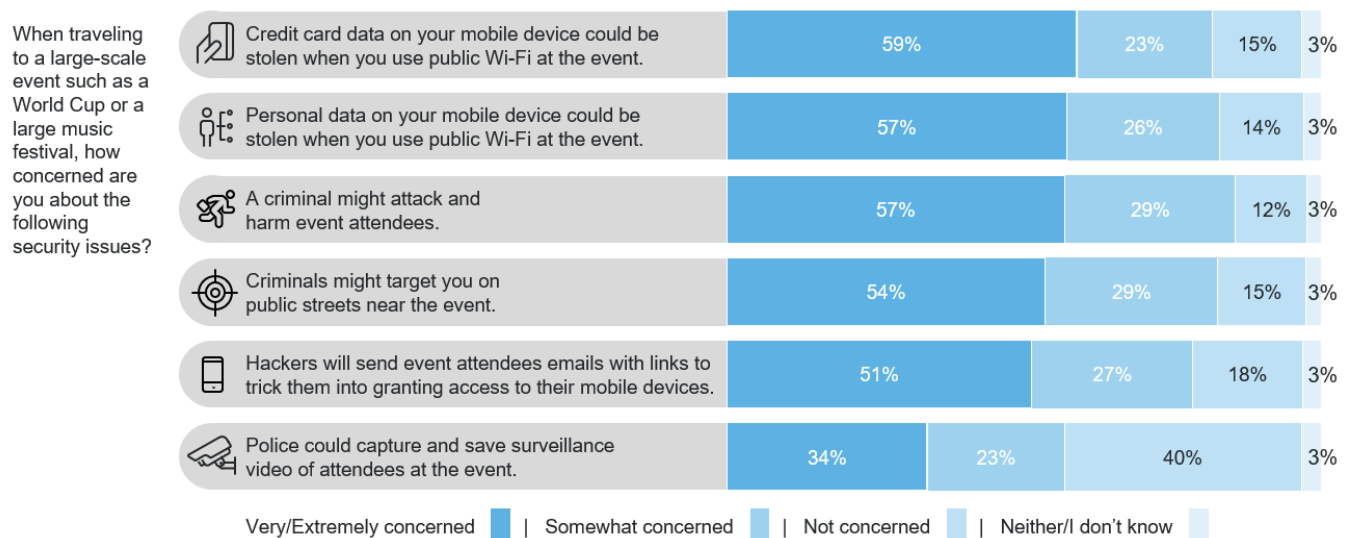 When traveling
to a large-scale
event such as a
World Cup or a
large music
festival, how
concerned are
you about the
following
security issues?
Credit card data on your mobile device could be
stolen when you use public Wi-Fi at the event.
59% 23% 15% 3%
Personal data on your mobile device could be
stolen when you use public Wi-Fi at the event.
57% 26% 14% 3%
A criminal might attack and
harm event attendees.
57% 29% 12% 3%
Criminals might target you on
public streets near the event.
54% 29% 15% 3%
Hackers will send event attendees emails with links to
trick them into granting access to their mobile devices.
51% 27% 18% 3%
Police could capture and save surveillance
video of attendees at the event.
34% 23% 40% 3%
Very/Extremely concerned | Somewhat concerned | Not concerned | Neither/I don’t know